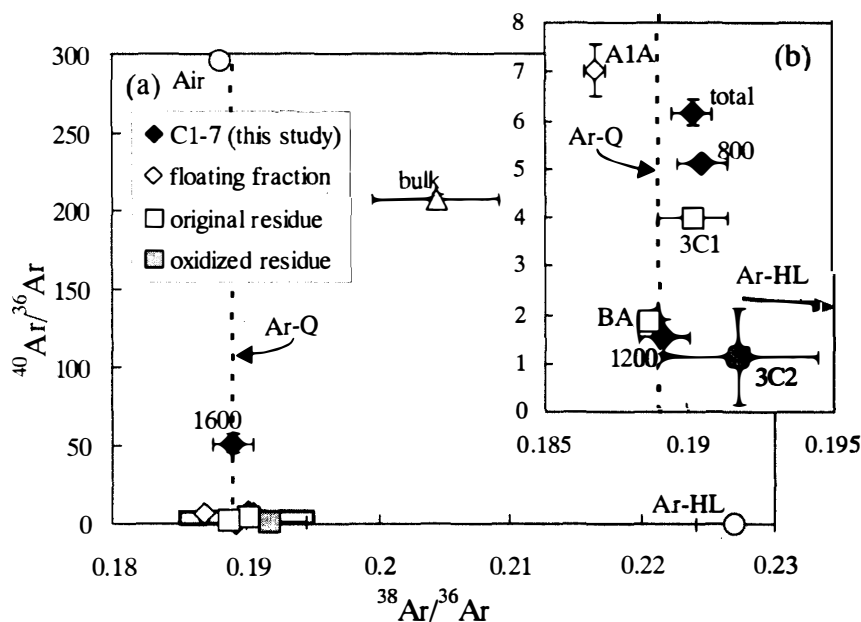 300
250
200
150
100
50
0
⁴⁰Ar/³⁶Ar
(a)
Air
C1-7 (this study)
floating fraction
original residue
oxidized residue
bulk
Ar-Q
1600
Ar-HL
0.18
0.19
0.2
0.21
0.22
0.23
³⁸Ar/³⁶Ar
8
7
6
5
4
3
2
1
0
(b)
A1A
total
Ar-Q
800
3C1
Ar-HL
BA
1200
3C2
0.185
0.19
0.195